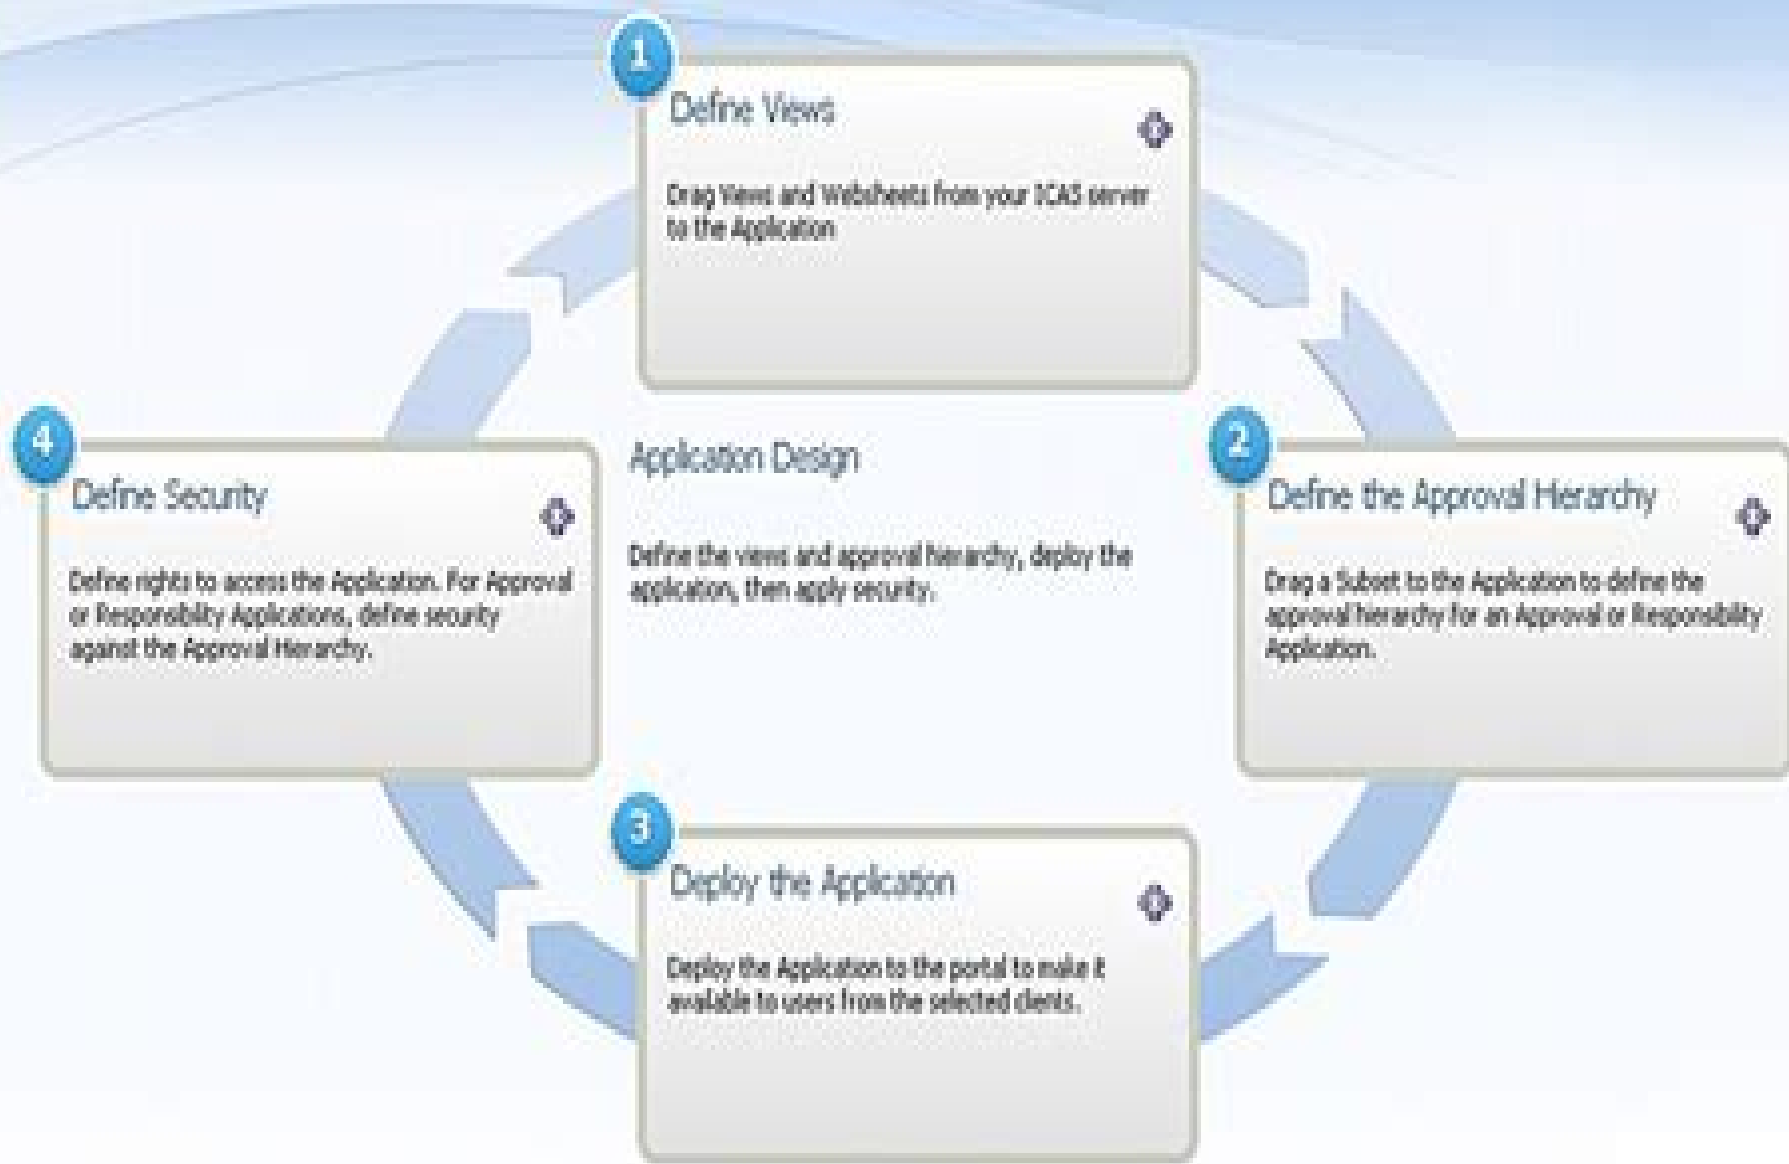 1
Define Views
Drag Views and Websheets from your ICAS server
to the Application
2
Define the Approval Hierarchy
Drag a Subset to the Application to define the
approval hierarchy for an Approval or Responsibility
Application.
3
Deploy the Application
Deploy the Application to the portal to make it
available to users from the selected clients.
4
Define Security
Define rights to access the Application. For Approval
or Responsibility Applications, define security
against the Approval Hierarchy.
Application Design
Define the views and approval hierarchy, deploy the
application, then apply security.